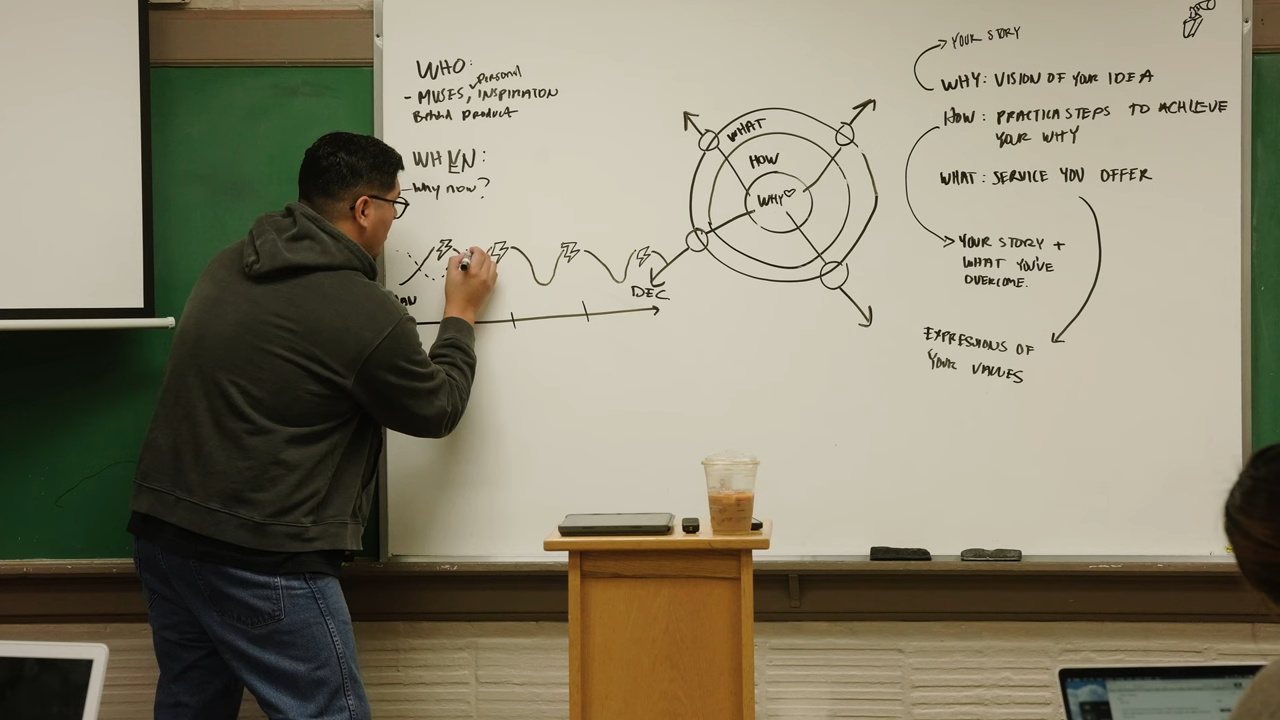 WHO:
Personal
- MUSES, INSPIRATION
Behind PRODUCT
WHEN:
- Why now?
DEC
WHAT
HOW
WHY♡
YOUR STORY
WHY: VISION OF YOUR IDEA
HOW: PRACTICAL STEPS TO ACHIEVE
YOUR WHY
WHAT: SERVICE YOU OFFER
YOUR STORY +
WHAT YOU'VE
OVERCOME.
EXPRESSIONS OF
YOUR VALUES